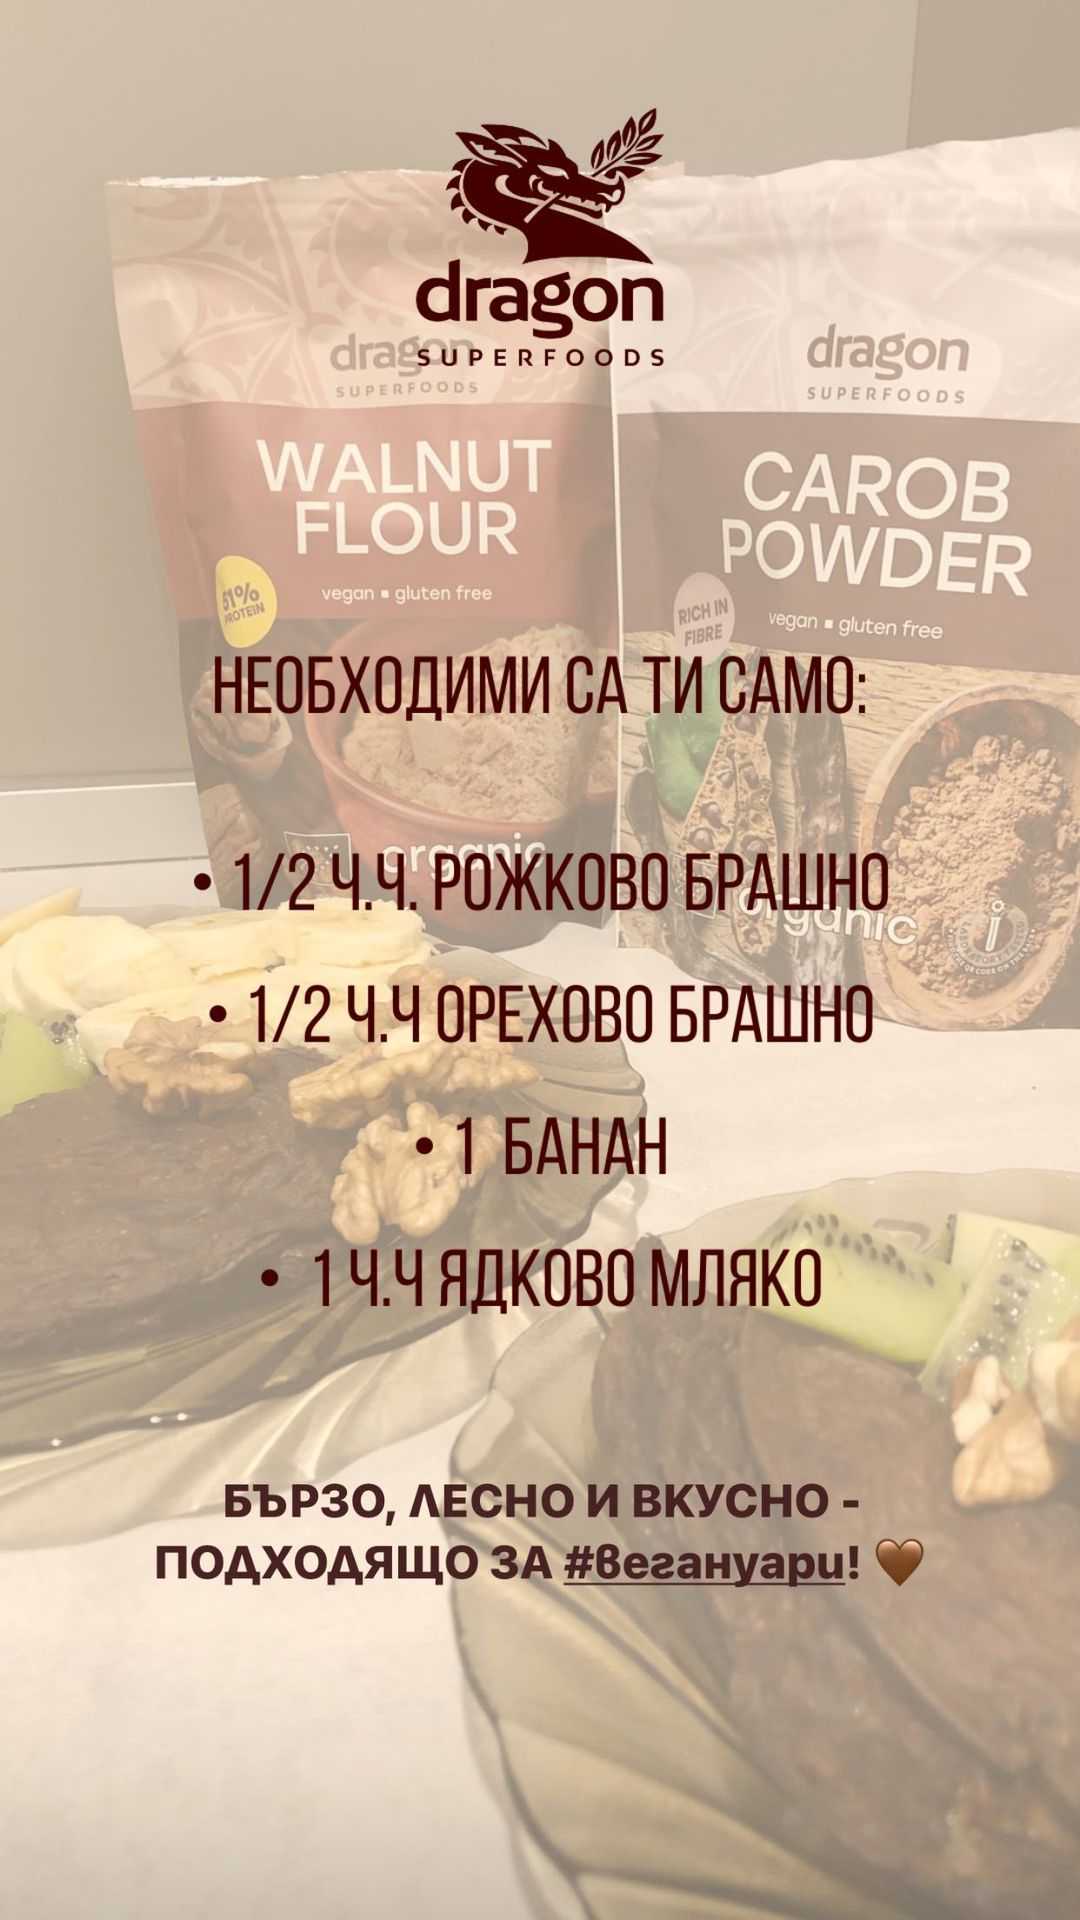 dragon
SUPERFOODS
dragon
SUPERFOODS
WALNUT
FLOUR
51%
PROTEIN
vegan ▪ gluten free
organic
dragon
SUPERFOODS
CAROB
POWDER
RICH IN
FIBRE
vegan ▪ gluten free
organic
НЕОБХОДИМИ СА ТИ САМО:
• 1/2 Ч.Ч. РОЖКОВО БРАШНО
• 1/2 Ч.Ч ОРЕХОВО БРАШНО
• 1 БАНАН
• 1 Ч.Ч ЯДКОВО МЛЯКО
БЪРЗО, ЛЕСНО И ВКУСНО -
ПОДХОДЯЩО ЗА #вегануари! 🤎